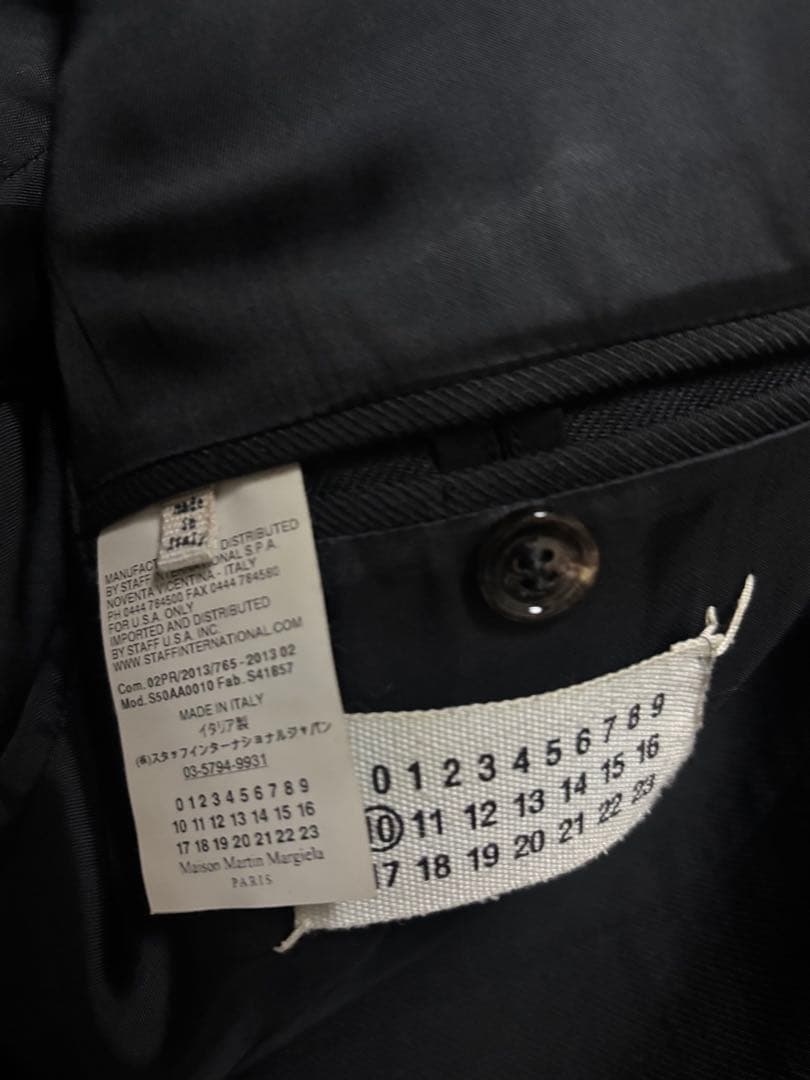 made
in
Italy
MANUFAC DISTRIBUTED
BY STAFF ONAL S.P.A.
NOVENTA VICENTINA - ITALY
PH 0444 784500 FAX 0444 784560
FOR U.S.A. ONLY
IMPORTED AND DISTRIBUTED
BY STAFF U.S.A. INC.
WWW.STAFFINTERNATIONAL.COM
Com. 02PR/2013/765 - 2013 02
Mod. S50AA0010 Fab. S41857
MADE IN ITALY
イタリア製
(株)スタッフインターナショナルジャパン
03-5794-9931
0 1 2 3 4 5 6 7 8 9
10 11 12 13 14 15 16
17 18 19 20 21 22 23
Maison Martin Margiela
PARIS
0 1 2 3 4 5 6 7 8 9
10 11 12 13 14 15 16
17 18 19 20 21 22 23